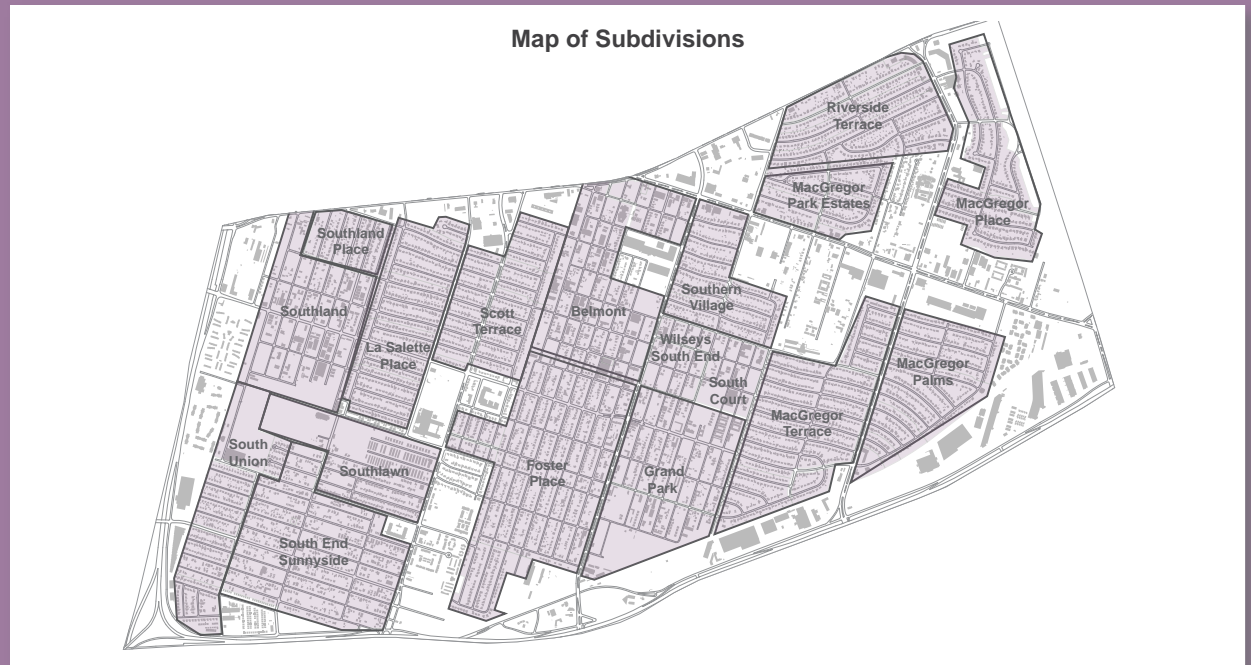 Map of Subdivisions
Riverside
Terrace
MacGregor
Park Estates
MacGregor
Place
Southland
Place
Southland
La Salette
Place
Scott
Terrace
Belmont
Southern
Village
Wilseys
South End
South
Court
MacGregor
Palms
MacGregor
Terrace
South
Union
Southlawn
Foster
Place
Grand
Park
South End
Sunnyside